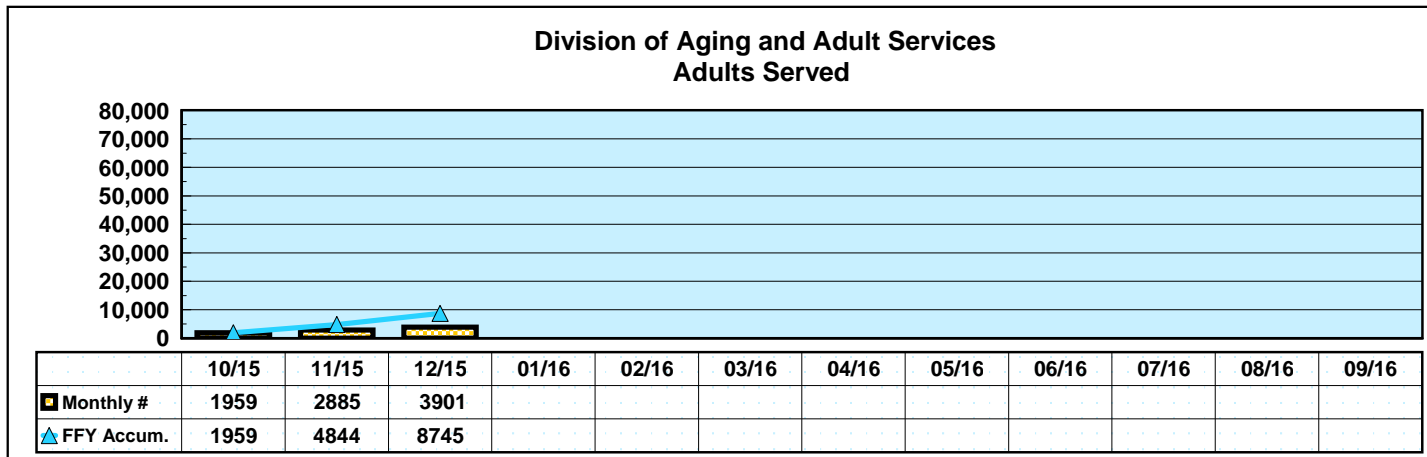 Division of Aging and Adult Services
Adults Served
80,000
70,000
60,000
50,000
40,000
30,000
20,000
10,000
0
10/15 11/15 12/15 01/16 02/16 03/16 04/16 05/16 06/16 07/16 08/16 09/16
Monthly # 1959 2885 3901
FFY Accum. 1959 4844 8745